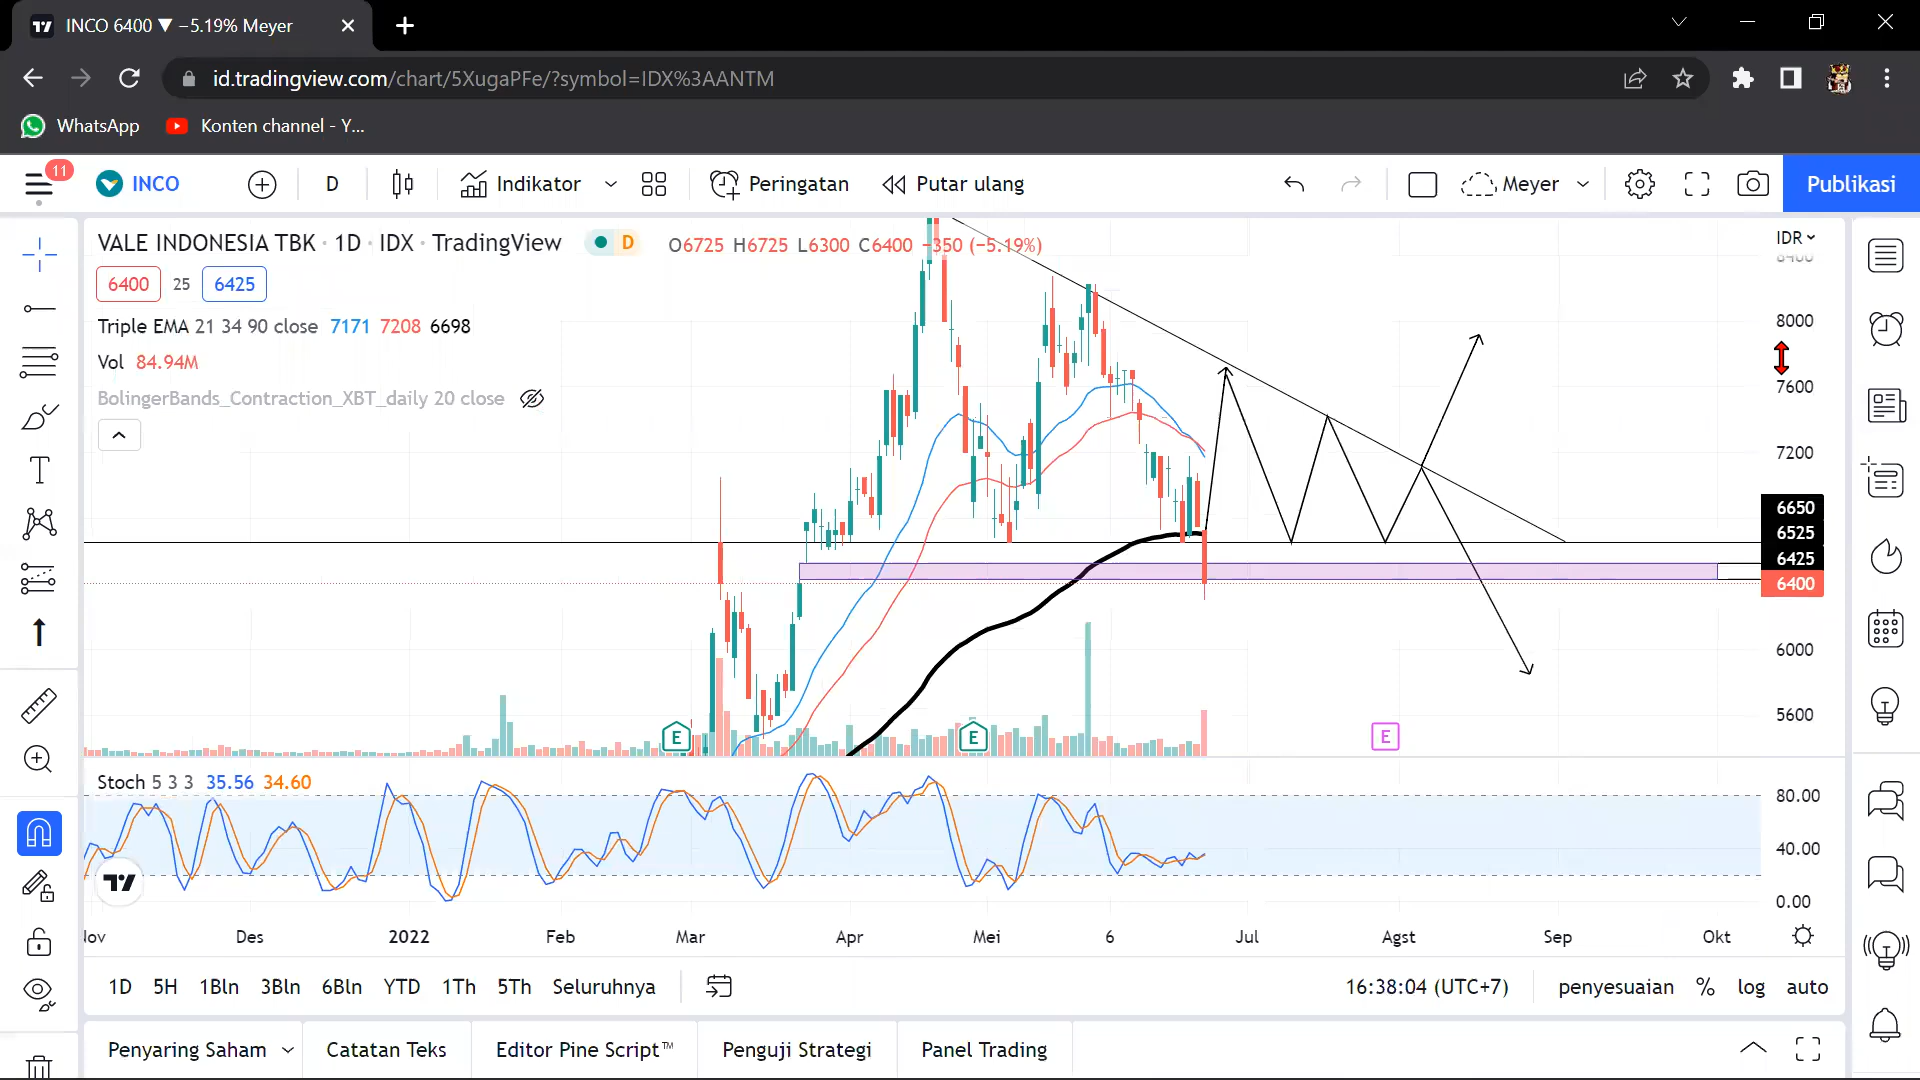 INCO 6400 ▼ −5.19% Meyer
id.tradingview.com/chart/5XugaPFe/?symbol=IDX%3AANTM
WhatsApp
Konten channel - Y...
11
INCO
D
Indikator
Peringatan
Putar ulang
Meyer
Publikasi
VALE INDONESIA TBK · 1D · IDX · TradingView
D
O6725 H6725 L6300 C6400 −350 (−5.19%)
IDR
8400
6400
25
6425
Triple EMA 21 34 90 close 7171 7208 6698
Vol 84.94M
BolingerBands_Contraction_XBT_daily 20 close
8000
7600
7200
6650
6525
6425
6400
6000
5600
E
E
E
Stoch 5 3 3 35.56 34.60
80.00
40.00
0.00
Nov
Des
2022
Feb
Mar
Apr
Mei
6
Jul
Agst
Sep
Okt
1D
5H
1Bln
3Bln
6Bln
YTD
1Th
5Th
Seluruhnya
16:38:04 (UTC+7)
penyesuaian
%
log
auto
Penyaring Saham
Catatan Teks
Editor Pine Script™
Penguji Strategi
Panel Trading